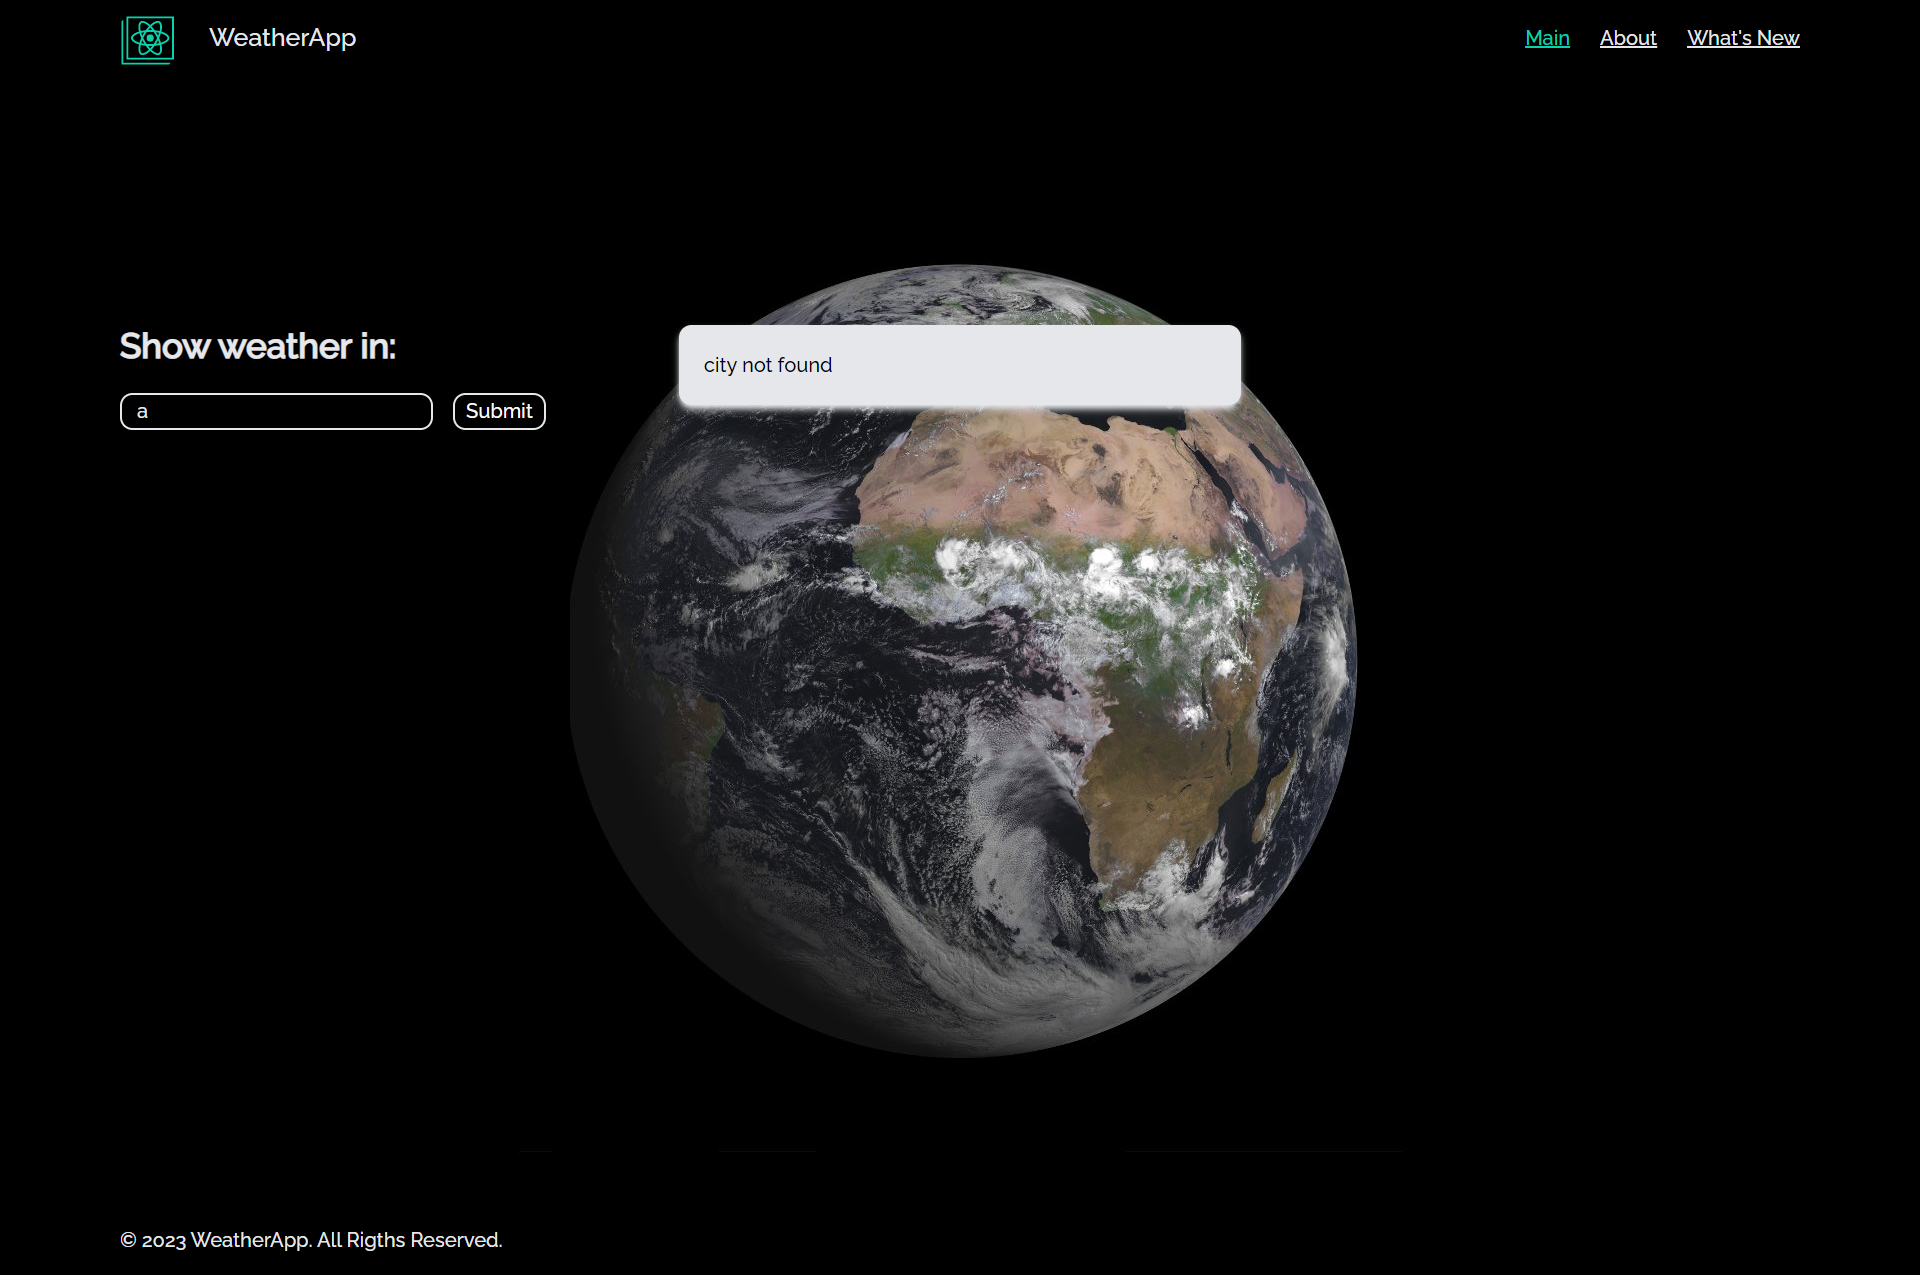 WeatherApp
Main About What's New
Show weather in:
a Submit
city not found
© 2023 WeatherApp. All Rigths Reserved.